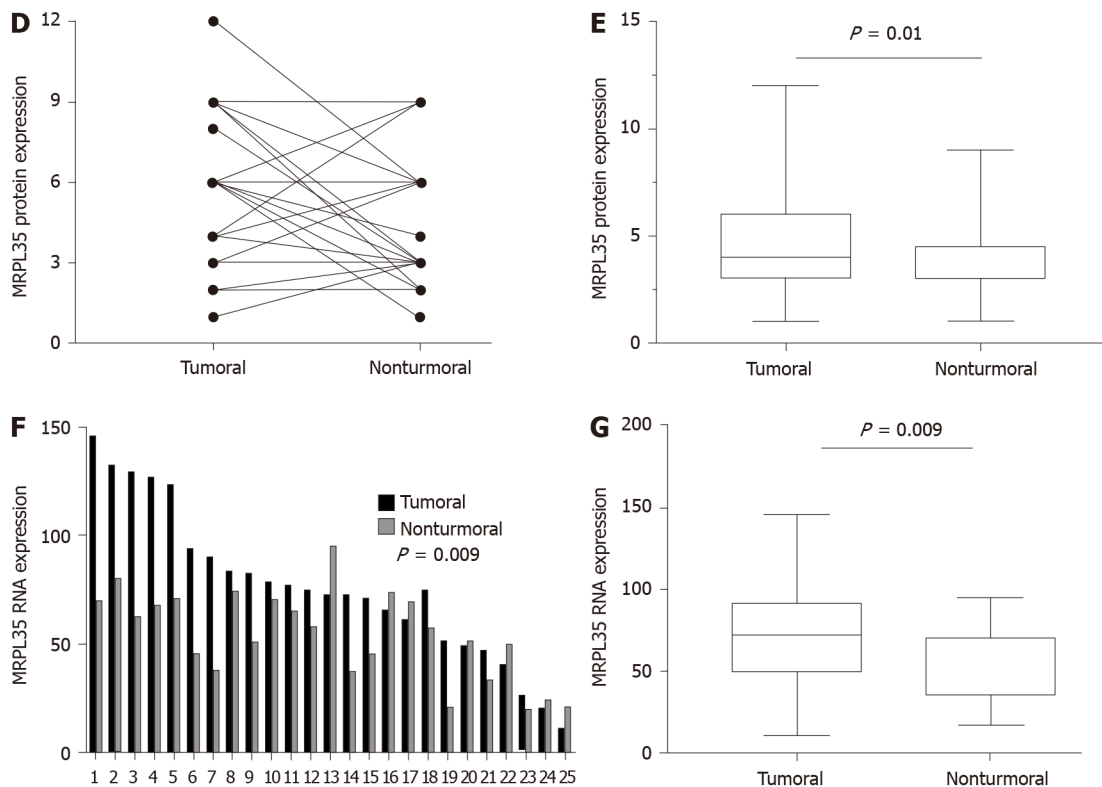 D
MRPL35 protein expression
12
9
6
3
0
Tumoral
Nonturmoral
E
MRPL35 protein expression
15
10
5
0
P = 0.01
Tumoral
Nonturmoral
F
MRPL35 RNA expression
150
100
50
0
Tumoral
Nonturmoral
P = 0.009
1 2 3 4 5 6 7 8 9 10 11 12 13 14 15 16 17 18 19 20 21 22 23 24 25
G
MRPL35 RNA expression
200
150
100
50
0
P = 0.009
Tumoral
Nonturmoral